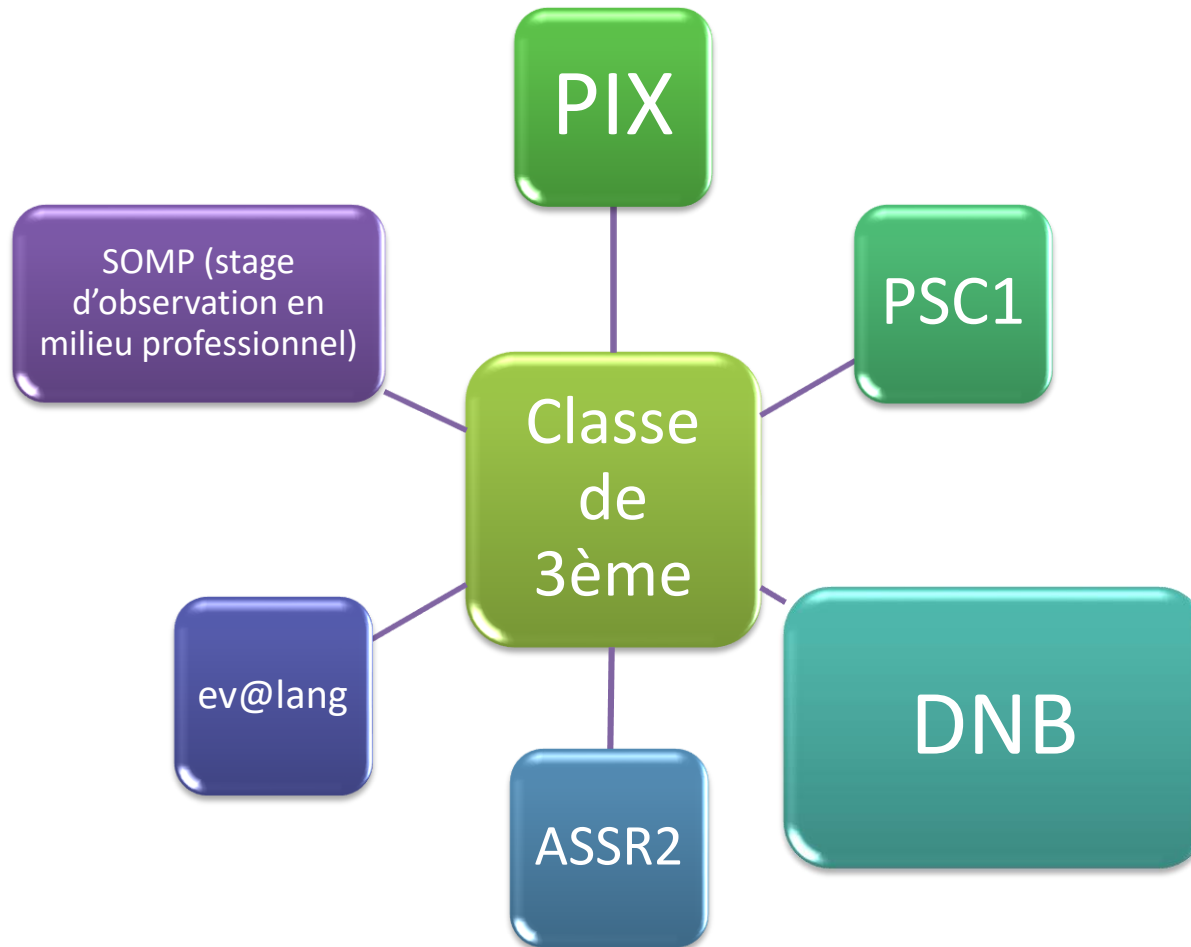 PIX
SOMP (stage
d’observation en
milieu professionnel)
PSC1
Classe
de
3ème
ev@lang
DNB
ASSR2